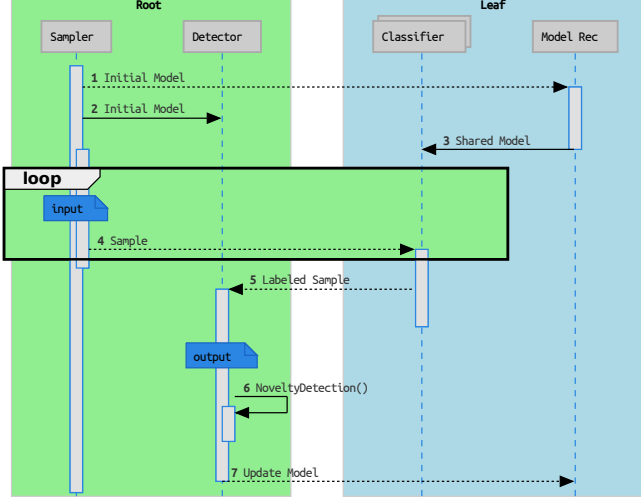 Root
Leaf
Sampler
Detector
Classifier
Model Rec
1 Initial Model
2 Initial Model
3 Shared Model
loop
input
4 Sample
5 Labeled Sample
output
6 NoveltyDetection()
7 Update Model